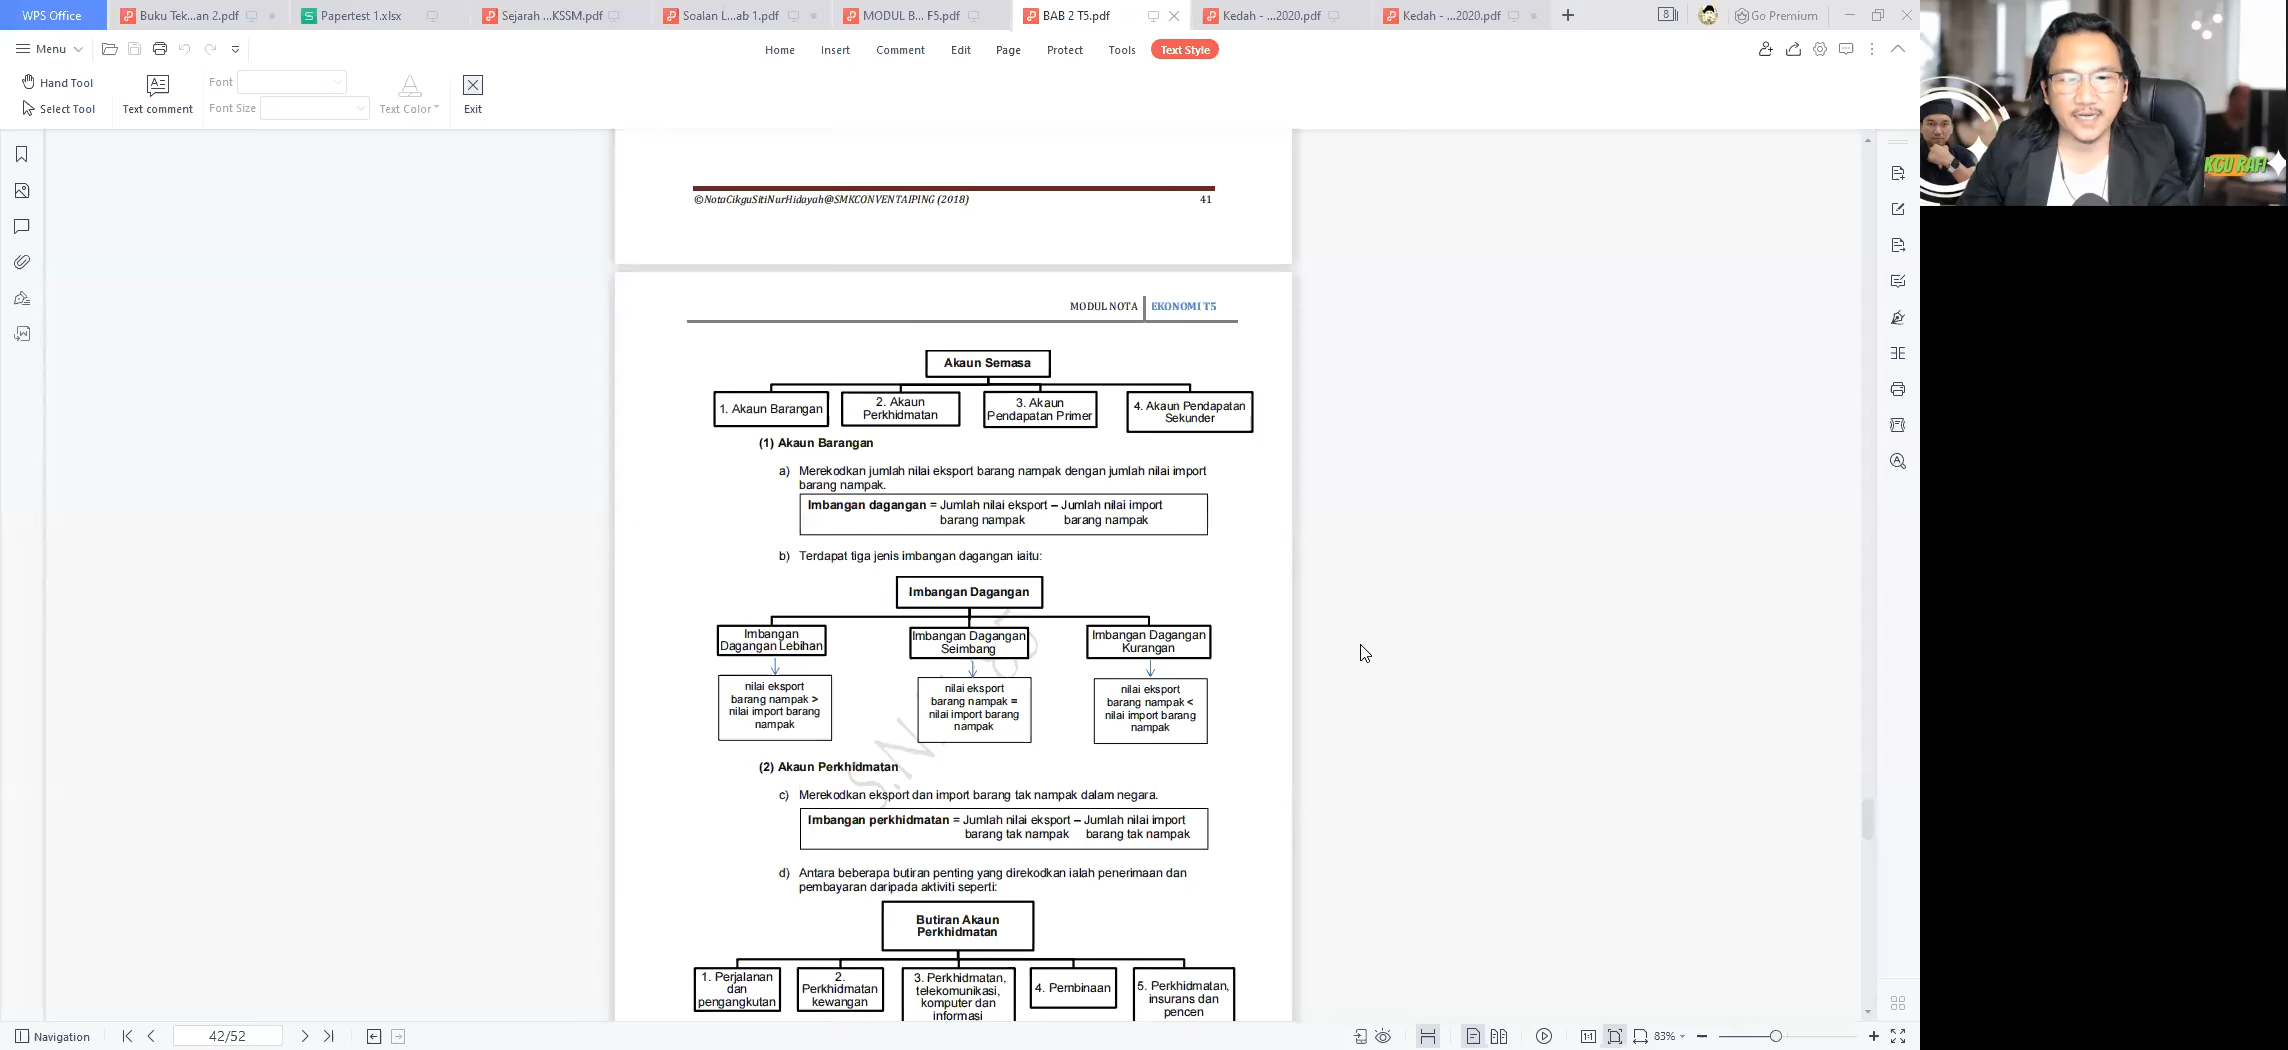 WPS Office
Buku Tek...an 2.pdf
Papertest 1.xlsx
Sejarah ...KSSM.pdf
Soalan L...ab 1.pdf
MODUL B... F5.pdf
BAB 2 T5.pdf
Kedah - ...2020.pdf
Kedah - ...2020.pdf
8
Go Premium
Menu
Home
Insert
Comment
Edit
Page
Protect
Tools
Text Style
Hand Tool
Select Tool
Text comment
Font
Font Size
Text Color
Exit
©NotaCikguSitiNurHidayah@SMKCONVENTAIPING (2018)
41
MODUL NOTA
EKONOMI T5
Akaun Semasa
1. Akaun Barangan
2. Akaun
Perkhidmatan
3. Akaun
Pendapatan Primer
4. Akaun Pendapatan
Sekunder
(1) Akaun Barangan
a) Merekodkan jumlah nilai eksport barang nampak dengan jumlah nilai import
barang nampak.
Imbangan dagangan = Jumlah nilai eksport – Jumlah nilai import
barang nampak barang nampak
b) Terdapat tiga jenis imbangan dagangan iaitu:
Imbangan Dagangan
Imbangan
Dagangan Lebihan
Imbangan Dagangan
Seimbang
Imbangan Dagangan
Kurangan
nilai eksport
barang nampak >
nilai import barang
nampak
nilai eksport
barang nampak =
nilai import barang
nampak
nilai eksport
barang nampak <
nilai import barang
nampak
(2) Akaun Perkhidmatan
c) Merekodkan eksport dan import barang tak nampak dalam negara.
Imbangan perkhidmatan = Jumlah nilai eksport – Jumlah nilai import
barang tak nampak barang tak nampak
d) Antara beberapa butiran penting yang direkodkan ialah penerimaan dan
pembayaran daripada aktiviti seperti:
Butiran Akaun
Perkhidmatan
1. Perjalanan
dan
pengangkutan
2.
Perkhidmatan
kewangan
3. Perkhidmatan,
telekomunikasi,
komputer dan
informasi
4. Pembinaan
5. Perkhidmatan,
insurans dan
pencen
Navigation
42/52
1:1
83%
KGU RAFI